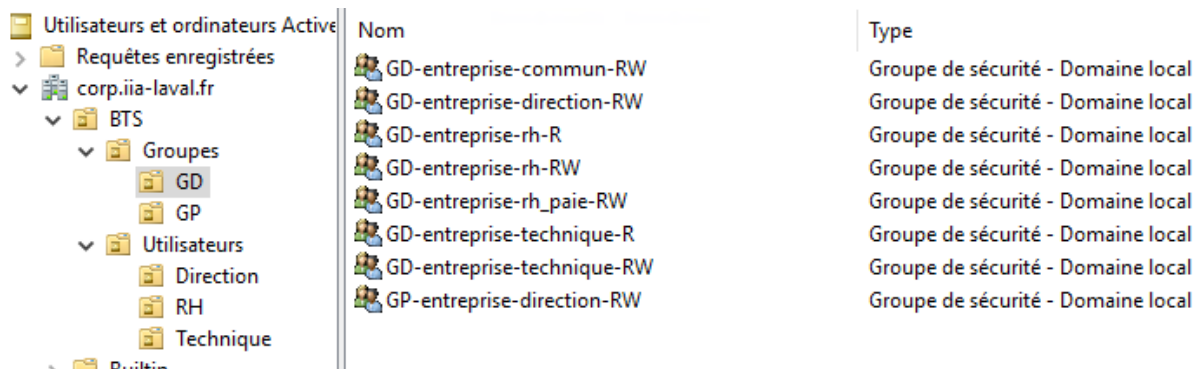 Utilisateurs et ordinateurs Active
Requêtes enregistrées
corp.iia-laval.fr
BTS
Groupes
GD
GP
Utilisateurs
Direction
RH
Technique
Nom Type
GD-entreprise-commun-RW Groupe de sécurité - Domaine local
GD-entreprise-direction-RW Groupe de sécurité - Domaine local
GD-entreprise-rh-R Groupe de sécurité - Domaine local
GD-entreprise-rh-RW Groupe de sécurité - Domaine local
GD-entreprise-rh_paie-RW Groupe de sécurité - Domaine local
GD-entreprise-technique-R Groupe de sécurité - Domaine local
GD-entreprise-technique-RW Groupe de sécurité - Domaine local
GP-entreprise-direction-RW Groupe de sécurité - Domaine local